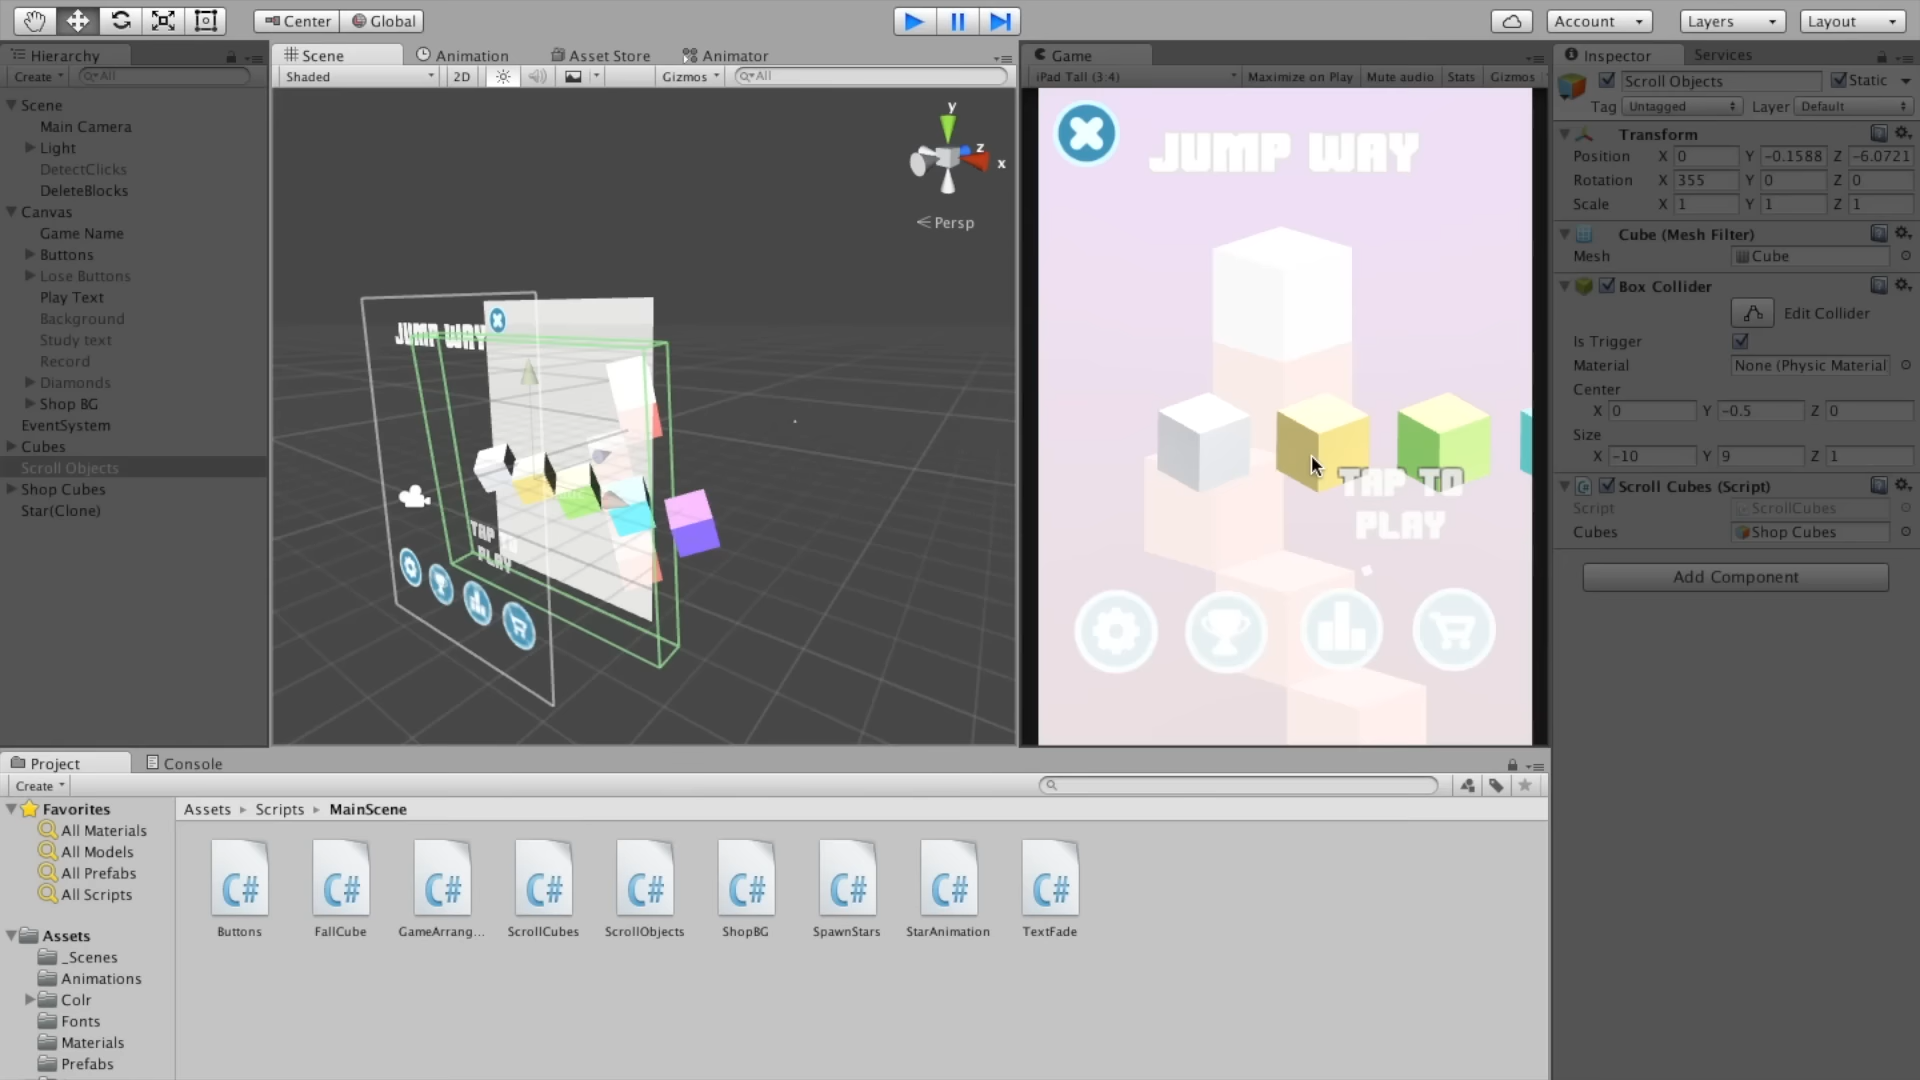 Center
Global
Account
Layers
Layout
Hierarchy
Create
All
Scene
Main Camera
Light
DetectClicks
DeleteBlocks
Canvas
Game Name
Buttons
Lose Buttons
Play Text
Background
Study text
Record
Diamonds
Shop BG
EventSystem
Cubes
Scroll Objects
Shop Cubes
Star(Clone)
Scene
Animation
Asset Store
Animator
Shaded
2D
Gizmos
All
y
z
x
Persp
JUMP WAY
TAP TO
PLAY
Game
iPad Tall (3:4)
Maximize on Play
Mute audio
Stats
Gizmos
JUMP WAY
TAP TO
PLAY
Inspector
Services
Scroll Objects
Static
Tag
Untagged
Layer
Default
Transform
Position X 0 Y -0.1588 Z -6.0721
Rotation X 355 Y 0 Z 0
Scale X 1 Y 1 Z 1
Cube (Mesh Filter)
Mesh Cube
Box Collider
Edit Collider
Is Trigger
Material None (Physic Material
Center
X 0 Y -0.5 Z 0
Size
X -10 Y 9 Z 1
Scroll Cubes (Script)
Script ScrollCubes
Cubes Shop Cubes
Add Component
Project
Console
Create
Favorites
All Materials
All Models
All Prefabs
All Scripts
Assets
_Scenes
Animations
Colr
Fonts
Materials
Prefabs
Assets Scripts MainScene
C# C# C# C# C# C# C# C# C#
Buttons FallCube GameArrang... ScrollCubes ScrollObjects ShopBG SpawnStars StarAnimation TextFade